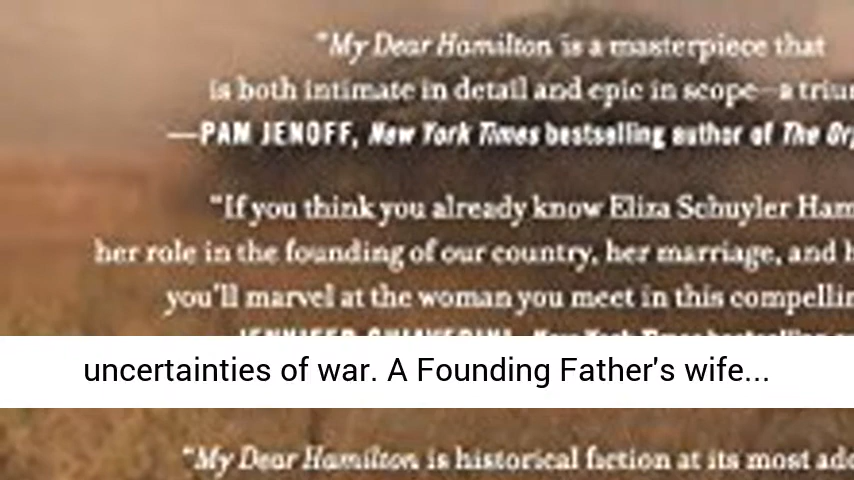 "My Dear Hamilton is a masterpiece that
is both intimate in detail and epic in scope—a
—PAM JENOFF, New York Times bestselling author of The
"If you think you already know Eliza Schuyler
her role in the founding of our country, her marriage, and
you'll marvel at the woman you meet in this
uncertainties of war. A Founding Father's wife...
"My Dear Hamilton is historical fiction at its most